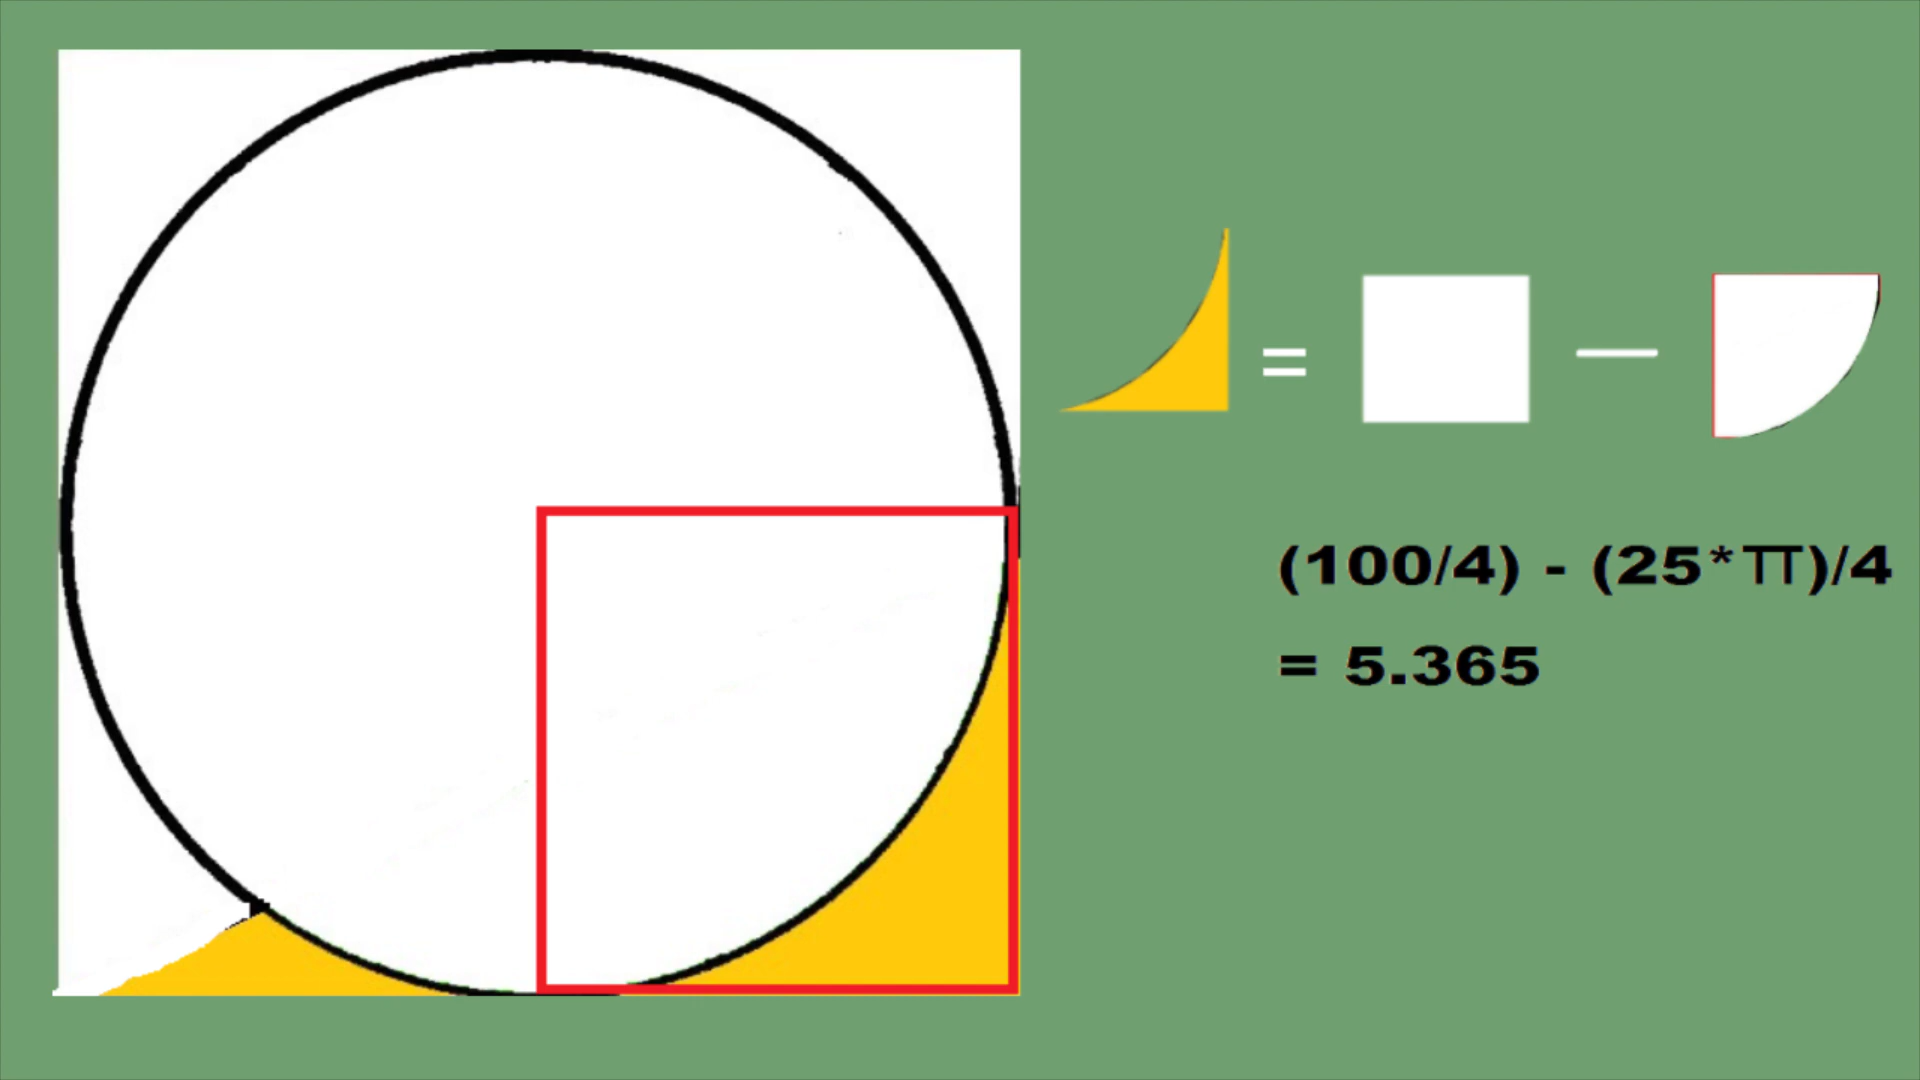 =
—
(100/4) - (25*π)/4
= 5.365